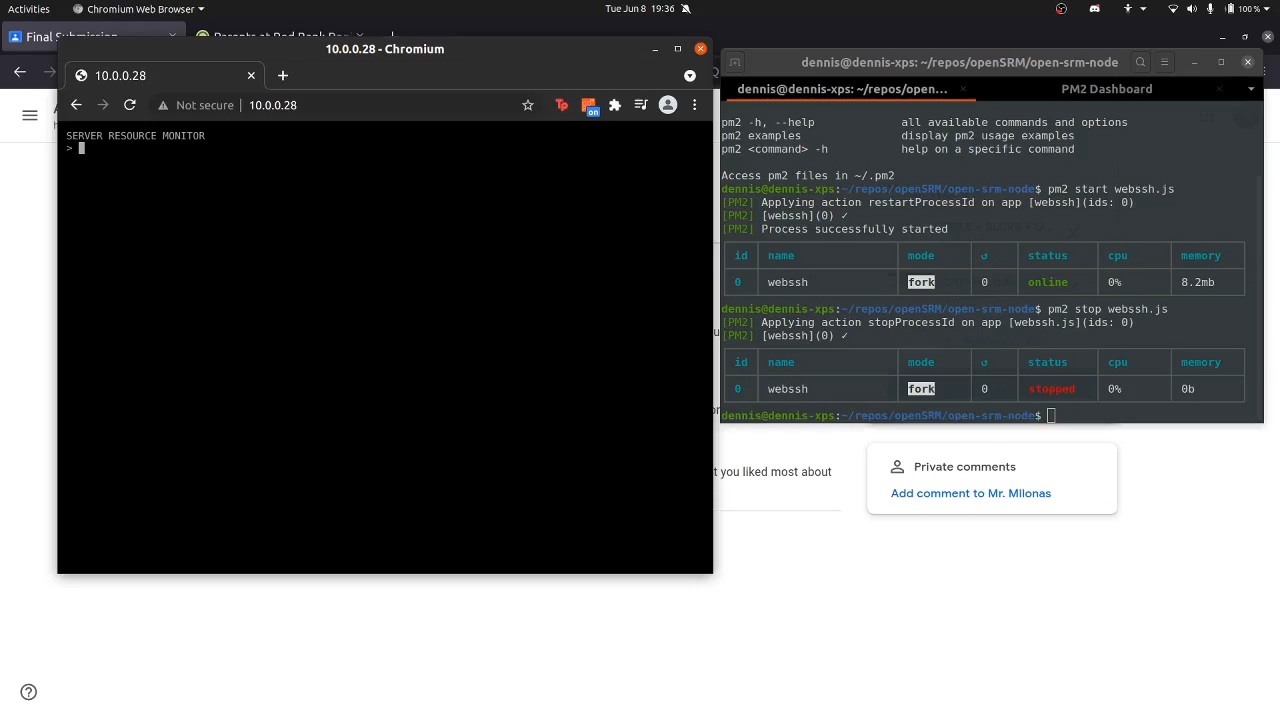 Activities
Chromium Web Browser
Tue Jun 8 19:36
100 %
Final Submission
10.0.0.28 - Chromium
10.0.0.28
Not secure
10.0.0.28
on
SERVER RESOURCE MONITOR
>
dennis@dennis-xps: ~/repos/openSRM/open-srm-node
dennis@dennis-xps: ~/repos/open...
PM2 Dashboard
pm2 -h, --help all available commands and options
pm2 examples display pm2 usage examples
pm2 <command> -h help on a specific command
Access pm2 files in ~/.pm2
dennis@dennis-xps:~/repos/openSRM/open-srm-node$ pm2 start webssh.js
[PM2] Applying action restartProcessId on app [webssh](ids: 0)
[PM2] [webssh](0) ✓
[PM2] Process successfully started
id name mode ↺ status cpu memory
0 webssh fork 0 online 0% 8.2mb
dennis@dennis-xps:~/repos/openSRM/open-srm-node$ pm2 stop webssh.js
[PM2] Applying action stopProcessId on app [webssh.js](ids: 0)
[PM2] [webssh](0) ✓
id name mode ↺ status cpu memory
0 webssh fork 0 stopped 0% 0b
dennis@dennis-xps:~/repos/openSRM/open-srm-node$
t you liked most about
Private comments
Add comment to Mr. MIlonas